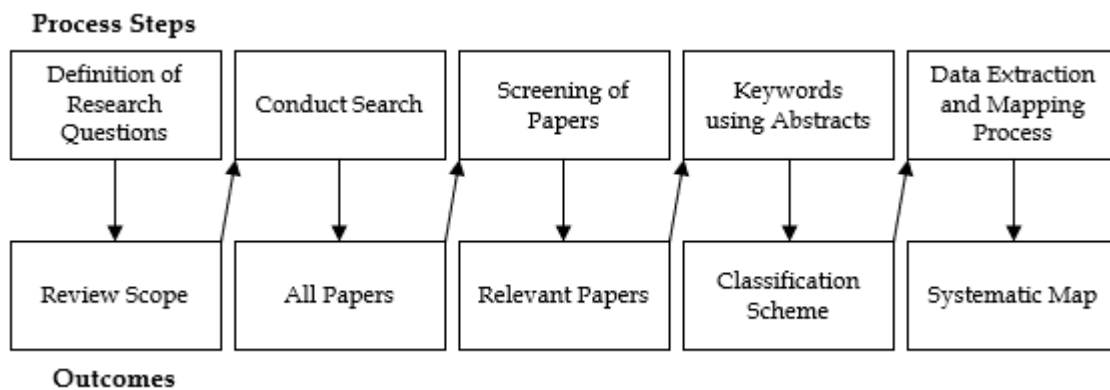 Process Steps
Definition of
Research
Questions
Conduct Search
Screening of
Papers
Keywords
using Abstracts
Data Extraction
and Mapping
Process
Review Scope
All Papers
Relevant Papers
Classification
Scheme
Systematic Map
Outcomes